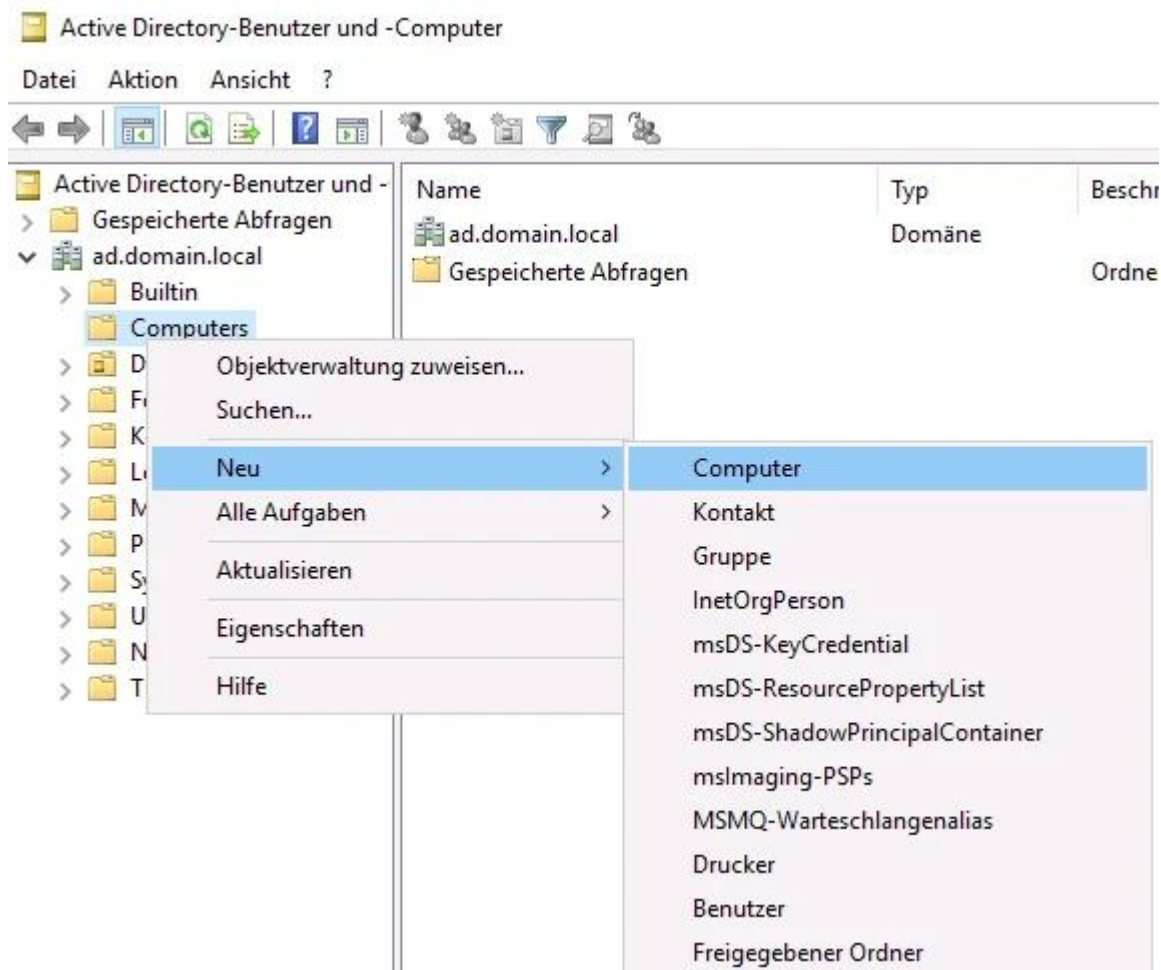 Active Directory-Benutzer und -Computer
Datei Aktion Ansicht ?
Active Directory-Benutzer und -
Gespeicherte Abfragen
ad.domain.local
Builtin
Computers
D
F
K
L
M
P
Sy
U
N
T
Name Typ Beschr
ad.domain.local Domäne
Gespeicherte Abfragen Ordne
Objektverwaltung zuweisen...
Suchen...
Neu
Alle Aufgaben
Aktualisieren
Eigenschaften
Hilfe
Computer
Kontakt
Gruppe
InetOrgPerson
msDS-KeyCredential
msDS-ResourcePropertyList
msDS-ShadowPrincipalContainer
msImaging-PSPs
MSMQ-Warteschlangenalias
Drucker
Benutzer
Freigegebener Ordner